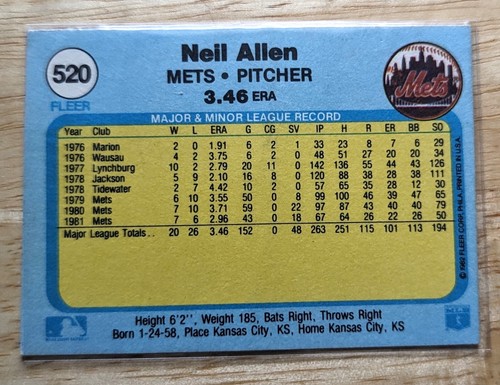 520
FLEER
Neil Allen
METS • PITCHER
3.46 ERA
Mets
MAJOR & MINOR LEAGUE RECORD
Year Club W L ERA G CG SV IP H R ER BB SO
1976 Marion 2 0 1.91 6 2 1 33 23 8 7 6 29
1976 Wausau 4 2 3.75 6 2 0 48 51 27 20 20 34
1977 Lynchburg 10 2 2.79 20 11 0 142 136 55 44 43 126
1978 Jackson 5 9 2.10 16 8 0 120 88 38 28 38 111
1978 Tidewater 2 7 4.42 10 2 0 57 65 35 28 12 30
1979 Mets 6 10 3.55 50 0 8 99 100 46 39 47 65
1980 Mets 7 10 3.71 59 0 22 97 87 43 40 40 79
1981 Mets 7 6 2.96 43 0 18 67 64 26 22 26 50
Major League Totals . . 20 26 3.46 152 0 48 263 251 115 101 113 194
© 1982 FLEER CORP. PHILA. PRINTED IN U.S.A.
Height 6'2'', Weight 185, Bats Right, Throws Right
Born 1-24-58, Place Kansas City, KS, Home Kansas City, KS